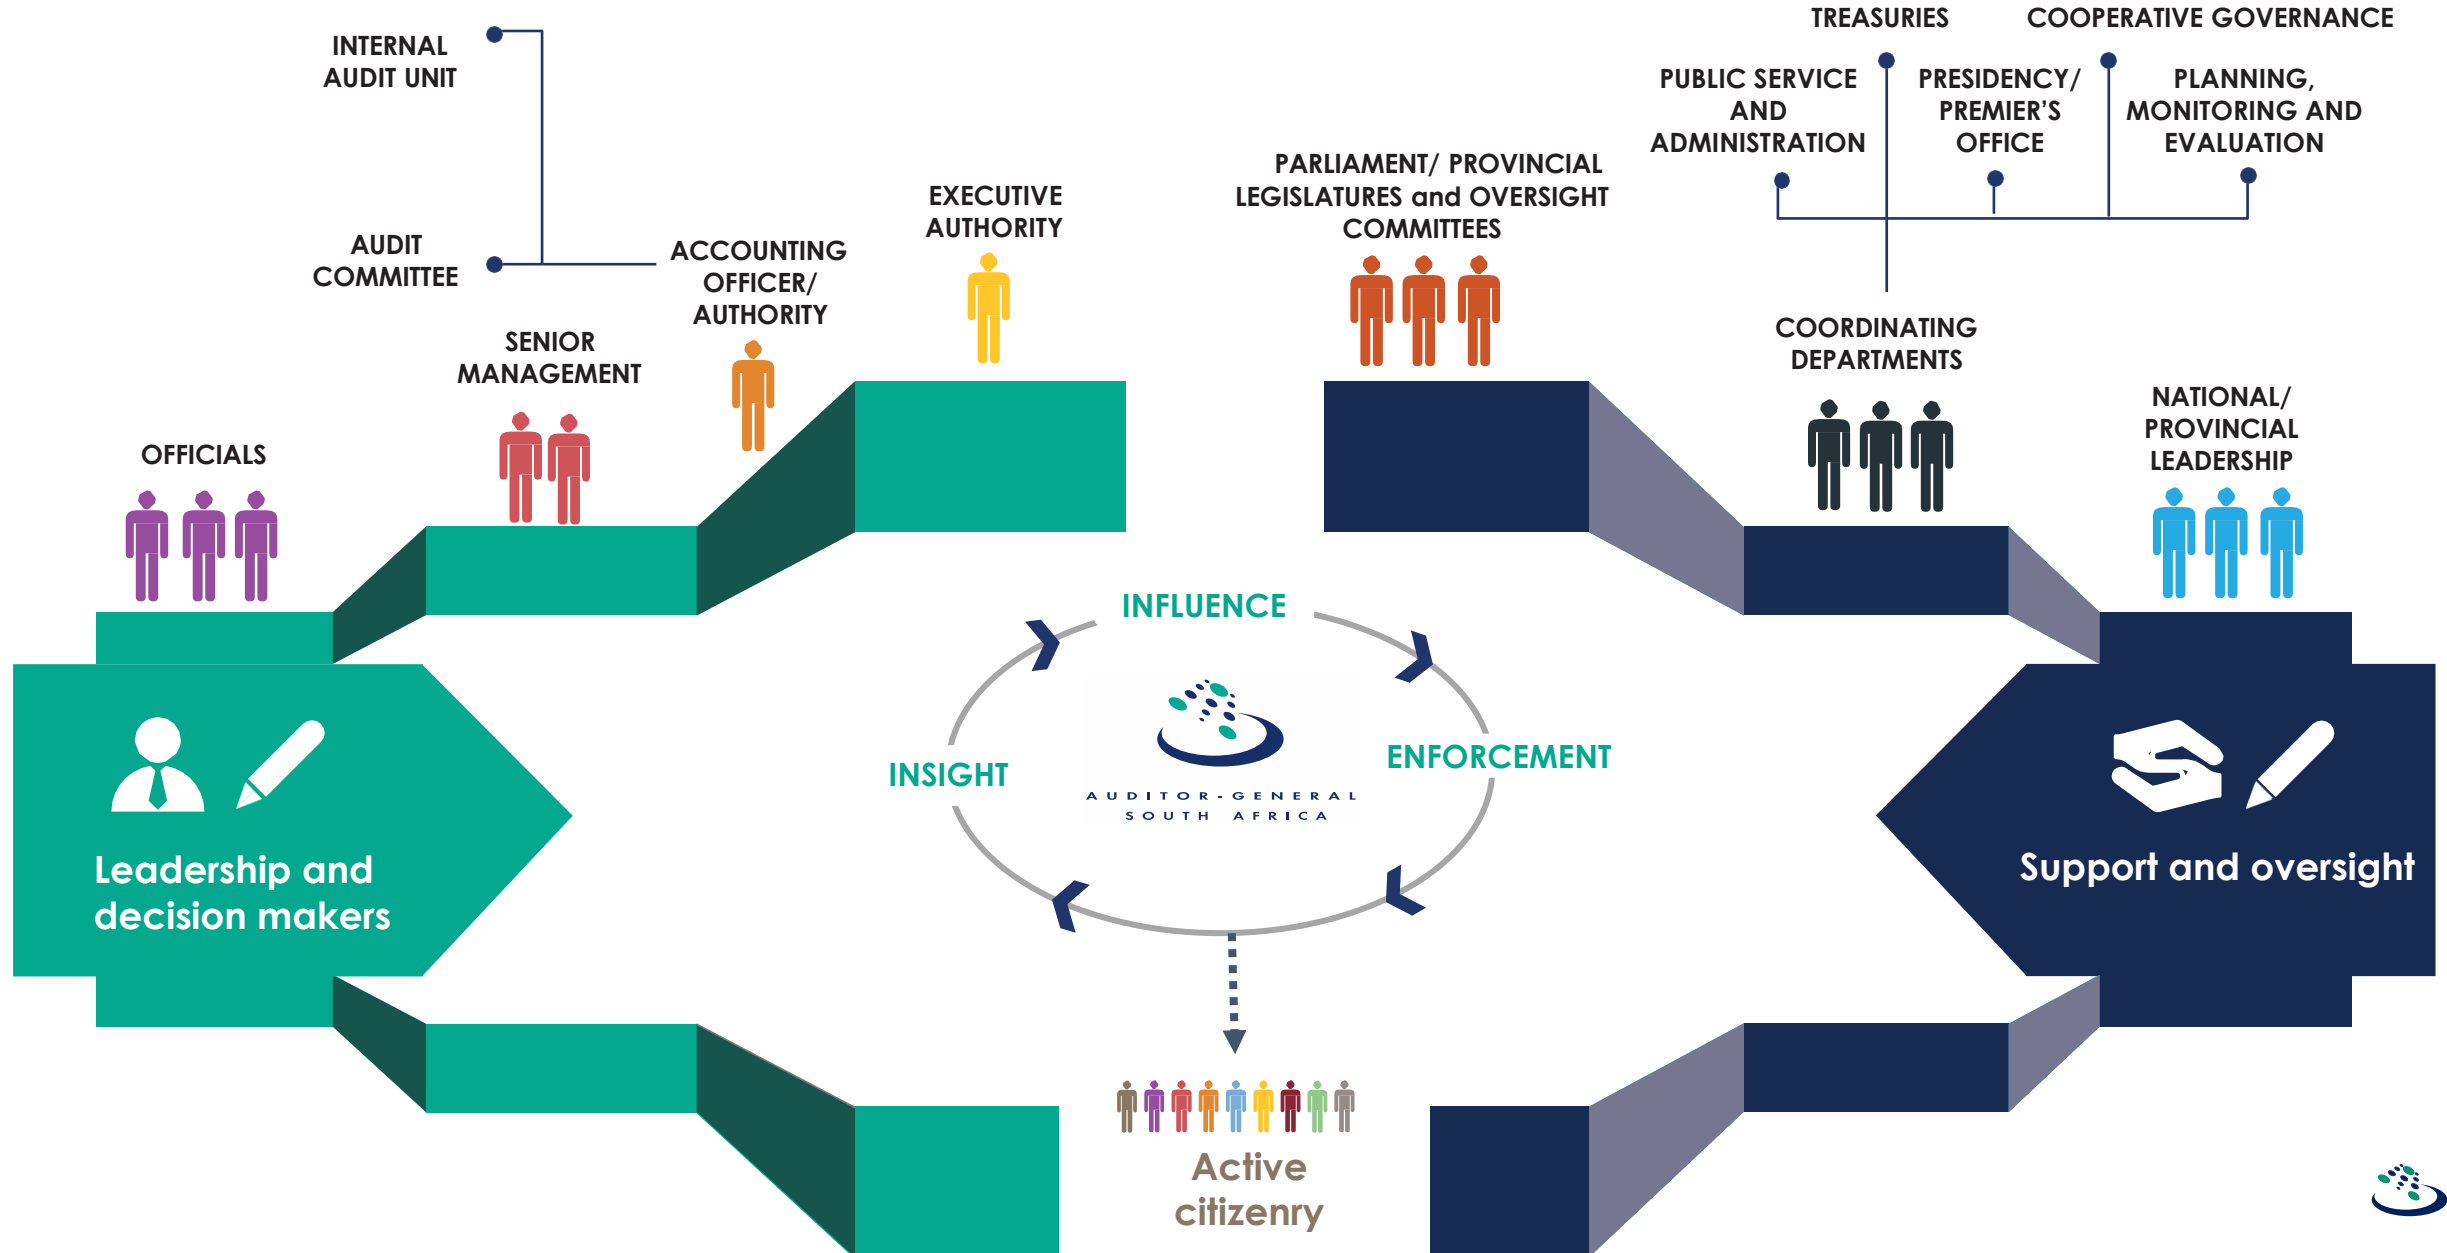 INTERNAL
AUDIT UNIT
AUDIT
COMMITTEE
OFFICIALS
SENIOR
MANAGEMENT
ACCOUNTING
OFFICER/
AUTHORITY
EXECUTIVE
AUTHORITY
PARLIAMENT/ PROVINCIAL
LEGISLATURES and OVERSIGHT
COMMITTEES
TREASURIES
COOPERATIVE GOVERNANCE
PUBLIC SERVICE
AND
ADMINISTRATION
PRESIDENCY/
PREMIER'S
OFFICE
PLANNING,
MONITORING AND
EVALUATION
COORDINATING
DEPARTMENTS
NATIONAL/
PROVINCIAL
LEADERSHIP
INFLUENCE
INSIGHT
ENFORCEMENT
AUDITOR-GENERAL
SOUTH AFRICA
Leadership and
decision makers
Support and oversight
Active
citizenry